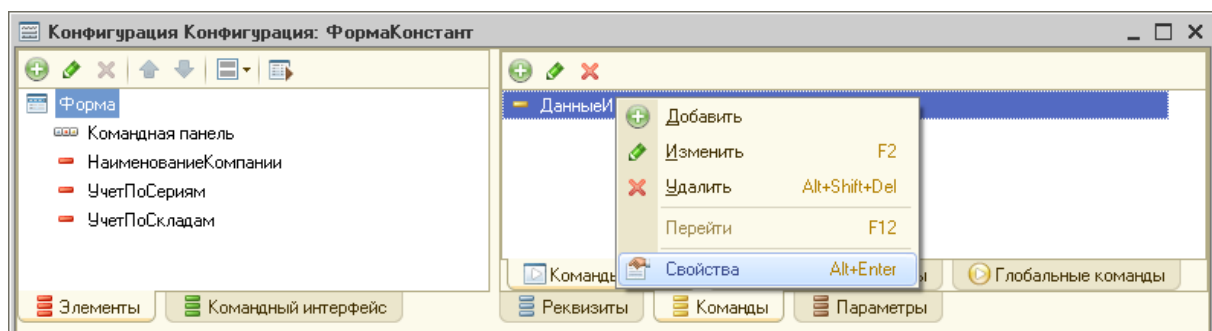 Конфигурация Конфигурация: ФормаКонстант
Форма
Командная панель
НаименованиеКомпании
УчетПоСериям
УчетПоСкладам
Элементы
Командный интерфейс
ДанныеИ
Добавить
Изменить F2
Удалить Alt+Shift+Del
Перейти F12
Свойства Alt+Enter
Глобальные команды
Реквизиты
Команды
Параметры